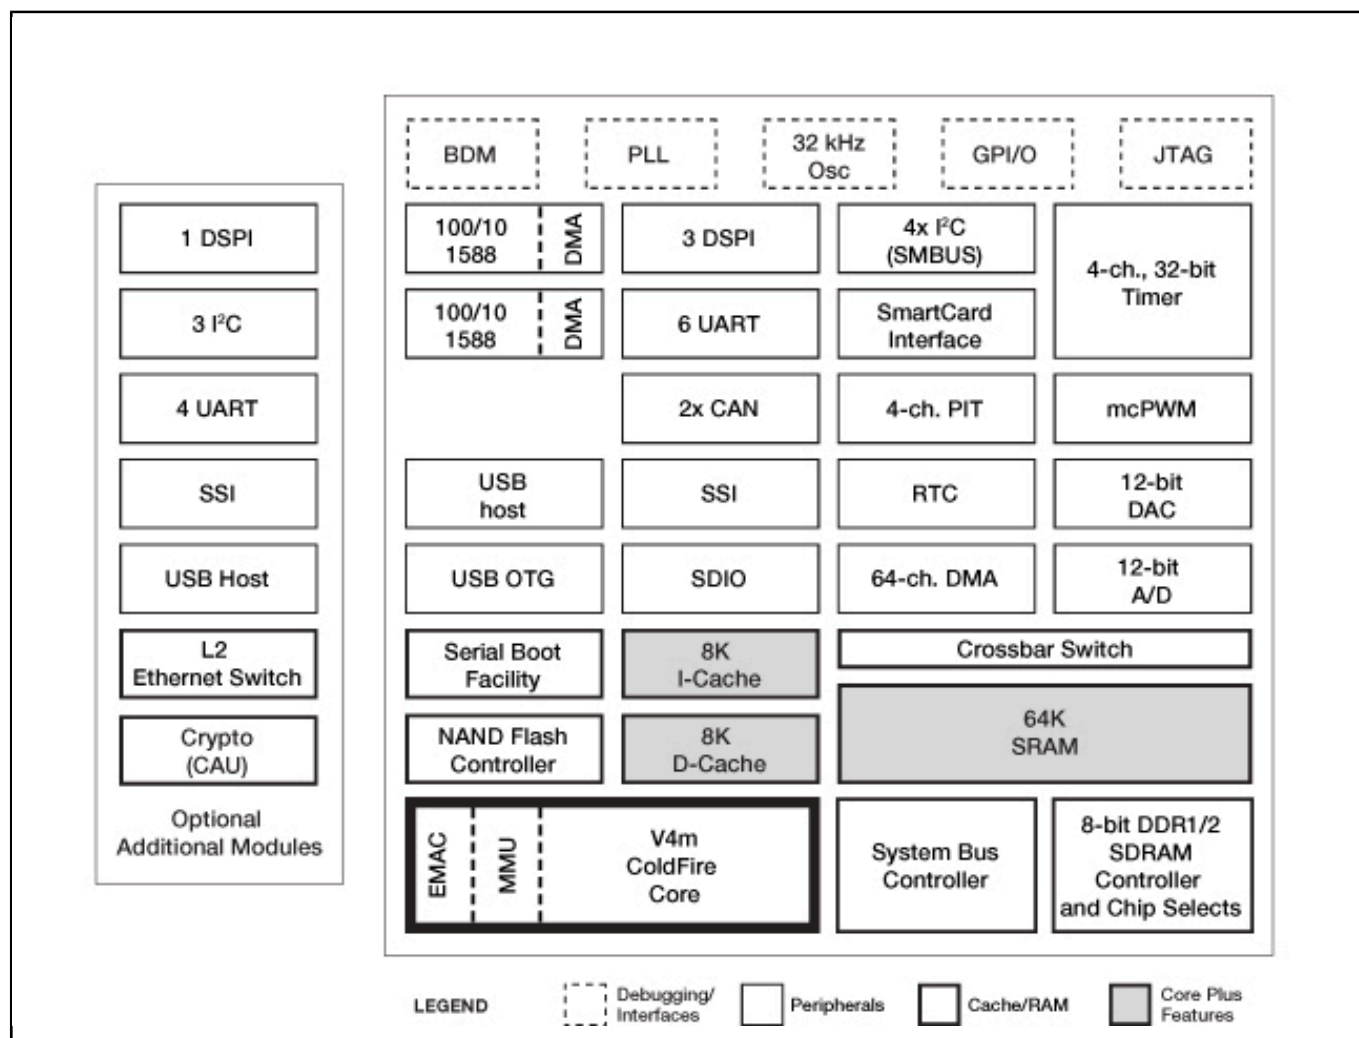 BDM
PLL
32 kHz
Osc
GPI/O
JTAG
1 DSPI
3 I²C
4 UART
SSI
USB Host
L2
Ethernet Switch
Crypto
(CAU)
Optional
Additional Modules
100/10
1588
DMA
3 DSPI
4x I²C
(SMBUS)
4-ch., 32-bit
Timer
100/10
1588
DMA
6 UART
SmartCard
Interface
2x CAN
4-ch. PIT
mcPWM
USB
host
SSI
RTC
12-bit
DAC
USB OTG
SDIO
64-ch. DMA
12-bit
A/D
Serial Boot
Facility
8K
I-Cache
Crossbar Switch
NAND Flash
Controller
8K
D-Cache
64K
SRAM
EMAC
MMU
V4m
ColdFire
Core
System Bus
Controller
8-bit DDR1/2
SDRAM
Controller
and Chip Selects
LEGEND
Debugging/
Interfaces
Peripherals
Cache/RAM
Core Plus
Features